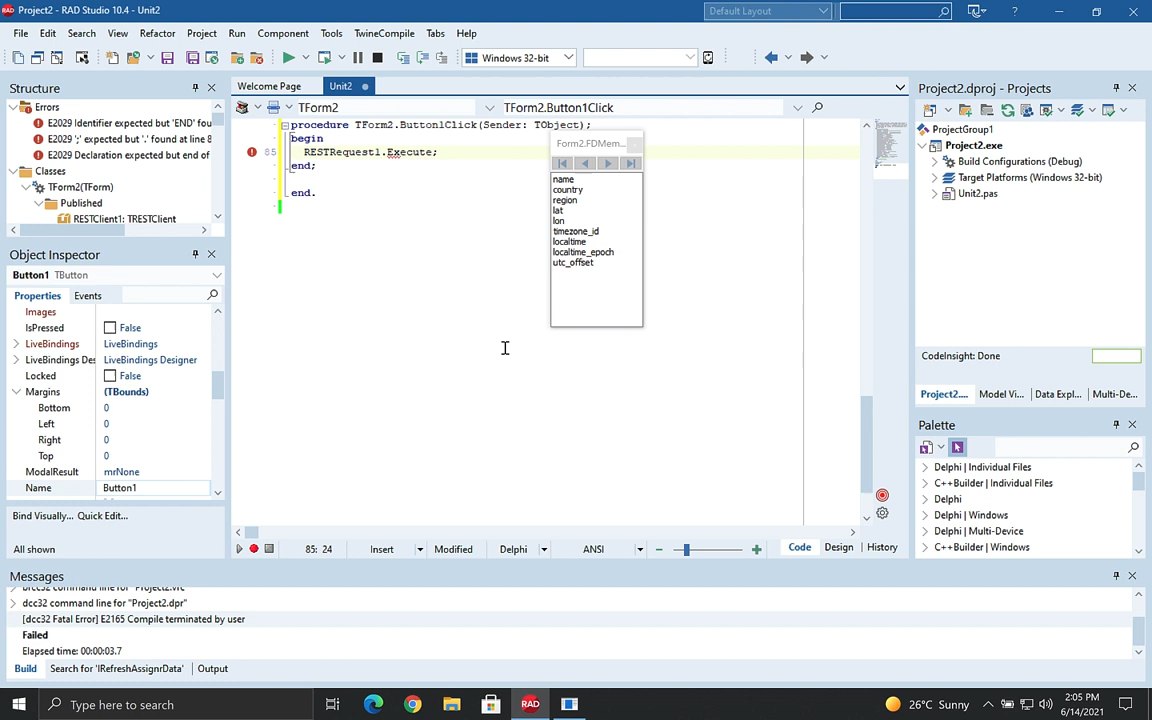 Project2 - RAD Studio 10.4 - Unit2
Default Layout
File Edit Search View Refactor Project Run Component Tools TwineCompile Tabs Help
Windows 32-bit
Structure
Errors
E2029 Identifier expected but 'END' fou
E2029 ';' expected but '.' found at line 8
E2029 Declaration expected but end of
Classes
TForm2(TForm)
Published
RESTClient1: TRESTClient
Object Inspector
Button1 TButton
Properties Events
Images
IsPressed False
LiveBindings LiveBindings
LiveBindings Des LiveBindings Designer
Locked False
Margins (TBounds)
Bottom 0
Left 0
Right 0
Top 0
ModalResult mrNone
Name Button1
Bind Visually... Quick Edit...
All shown
Welcome Page Unit2
TForm2 TForm2.Button1Click
procedure TForm2.Button1Click(Sender: TObject);
begin
85 RESTRequest1.Execute;
end;
end.
Form2.FDMem...
name
country
region
lat
lon
timezone_id
localtime
localtime_epoch
utc_offset
85: 24 Insert Modified Delphi ANSI Code Design History
Project2.dproj - Projects
ProjectGroup1
Project2.exe
Build Configurations (Debug)
Target Platforms (Windows 32-bit)
Unit2.pas
CodeInsight: Done
Project2.... Model Vi... Data Expl... Multi-De...
Palette
Delphi | Individual Files
C++Builder | Individual Files
Delphi
Delphi | Windows
Delphi | Multi-Device
C++Builder | Windows
Messages
dcc32 command line for "Project2.dpr"
[dcc32 Fatal Error] E2165 Compile terminated by user
Failed
Elapsed time: 00:00:03.7
Build Search for 'IRefreshAssignrData' Output
Type here to search
RAD
26°C Sunny
2:05 PM
6/14/2021